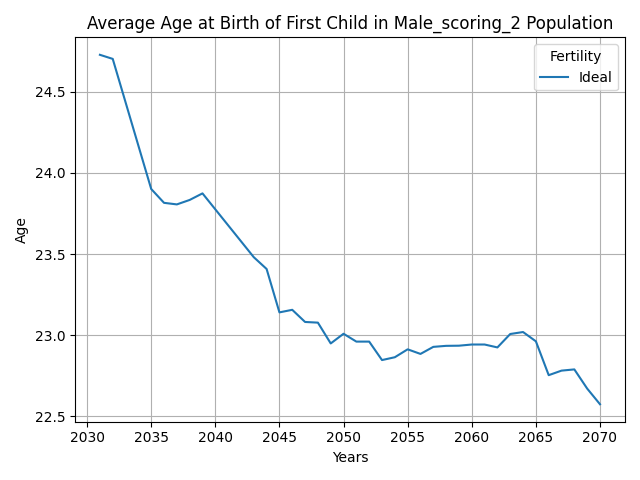 Average Age at Birth of First Child in Male_scoring_2 Population
Fertility
Ideal
Age
24.5
24.0
23.5
23.0
22.5
2030 2035 2040 2045 2050 2055 2060 2065 2070
Years